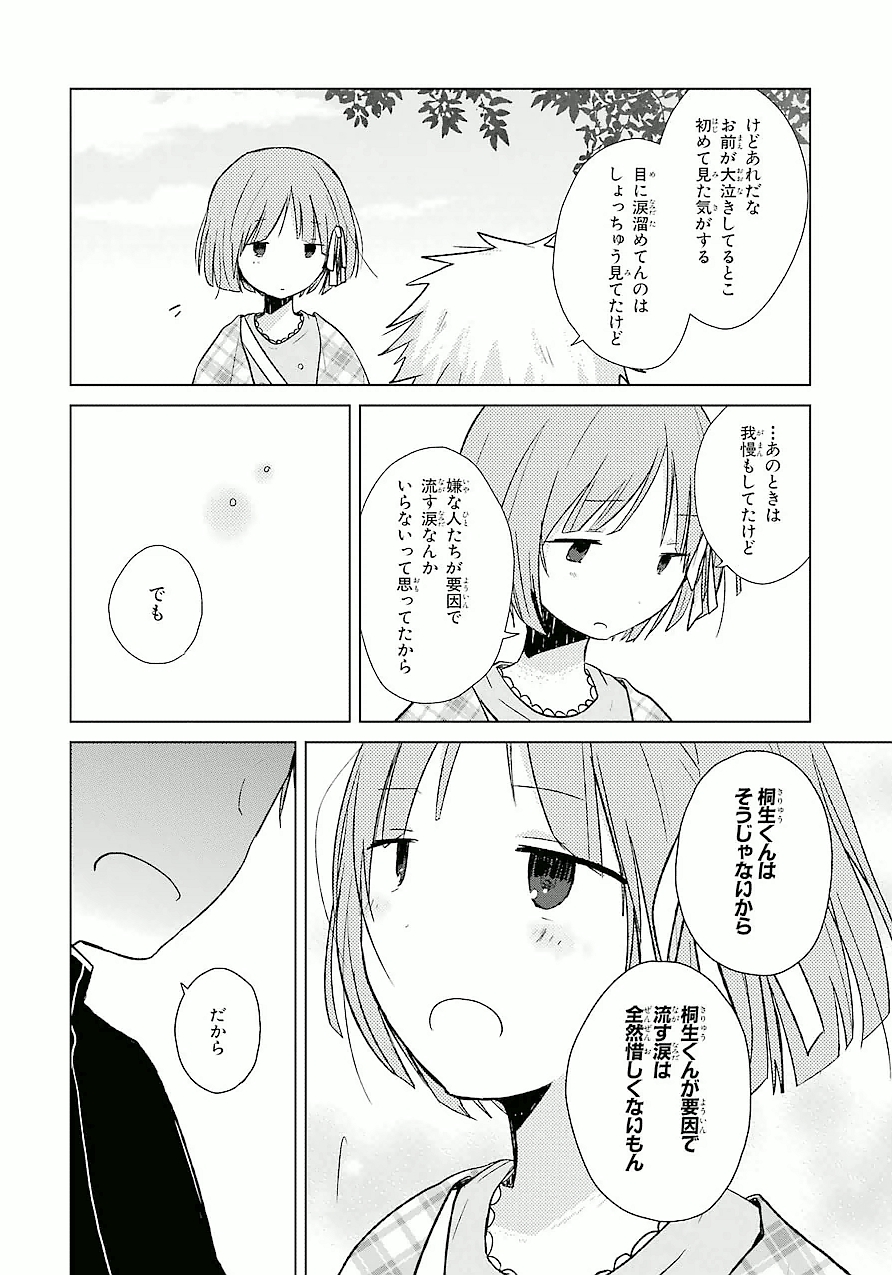 けどあれだな
お前が大泣きしてるとこ
初めて見た気がする
目に涙溜めてんのは
しょっちゅう見てたけど
…あのときは
我慢もしてたけど
嫌な人たちが要因で
流す涙なんか
いらないって思ってたから
でも
桐生くんは
そうじゃないから
桐生くんが要因で
流す涙は
全然惜しくないもん
だから